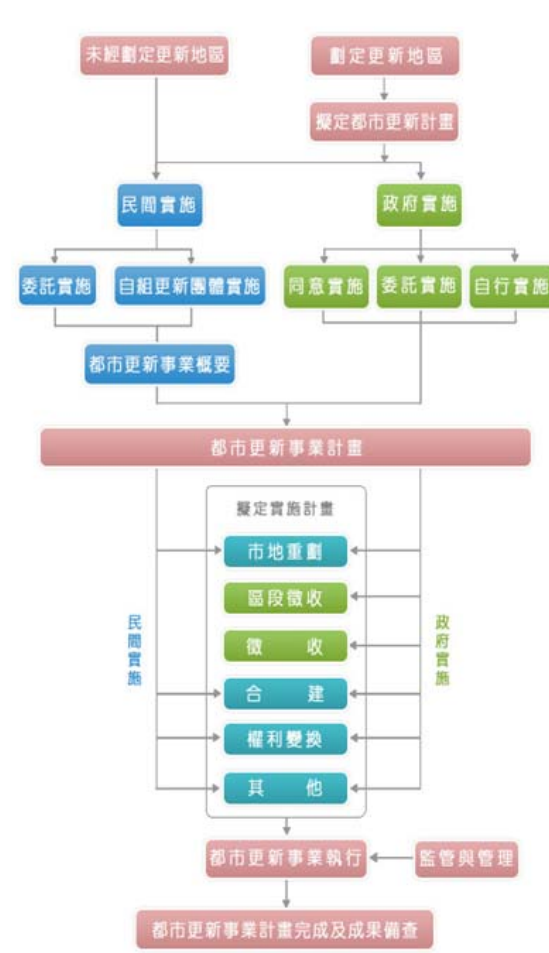 未經劃定更新地區
劃定更新地區
擬定都市更新計畫
民間實施
政府實施
委託實施
自組更新團體實施
同意實施
委託實施
自行實施
都市更新事業概要
都市更新事業計畫
擬定實施計畫
市地重劃
區段徵收
徵收
合建
權利變換
其他
民間實施
政府實施
都市更新事業執行
監管與管理
都市更新事業計畫完成及成果備查